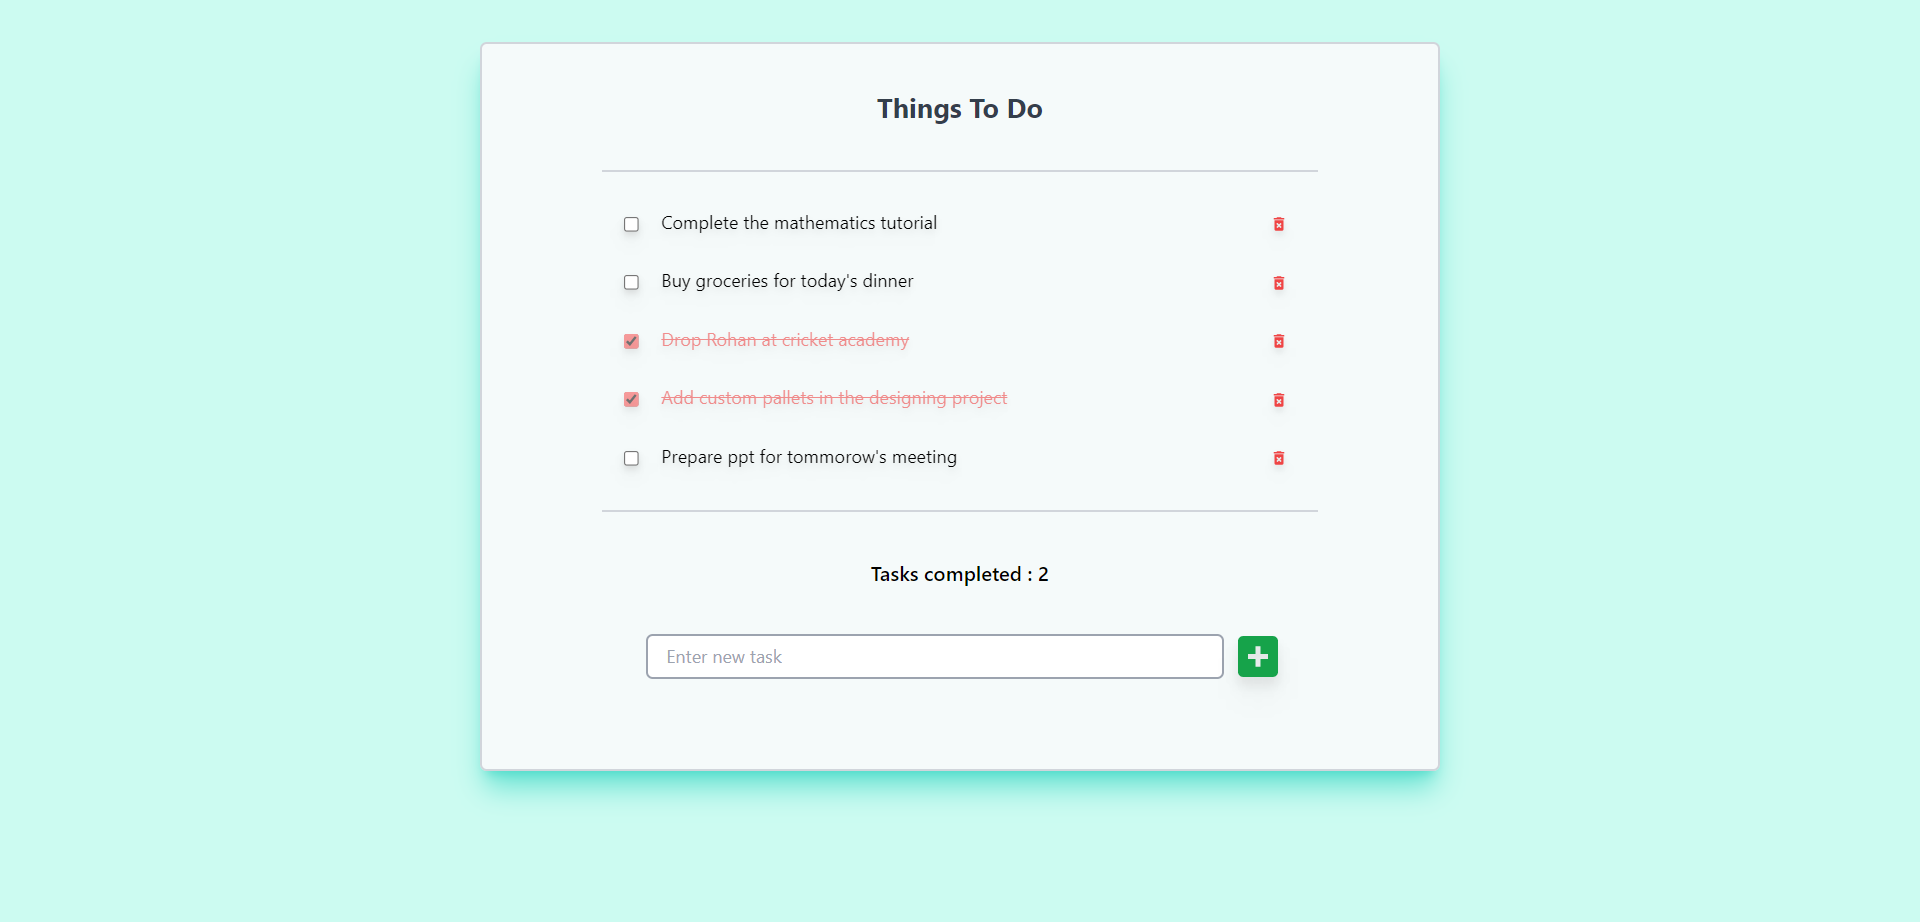 Things To Do
Complete the mathematics tutorial
Buy groceries for today's dinner
Drop Rohan at cricket academy
Add custom pallets in the designing project
Prepare ppt for tommorow's meeting
Tasks completed : 2
Enter new task